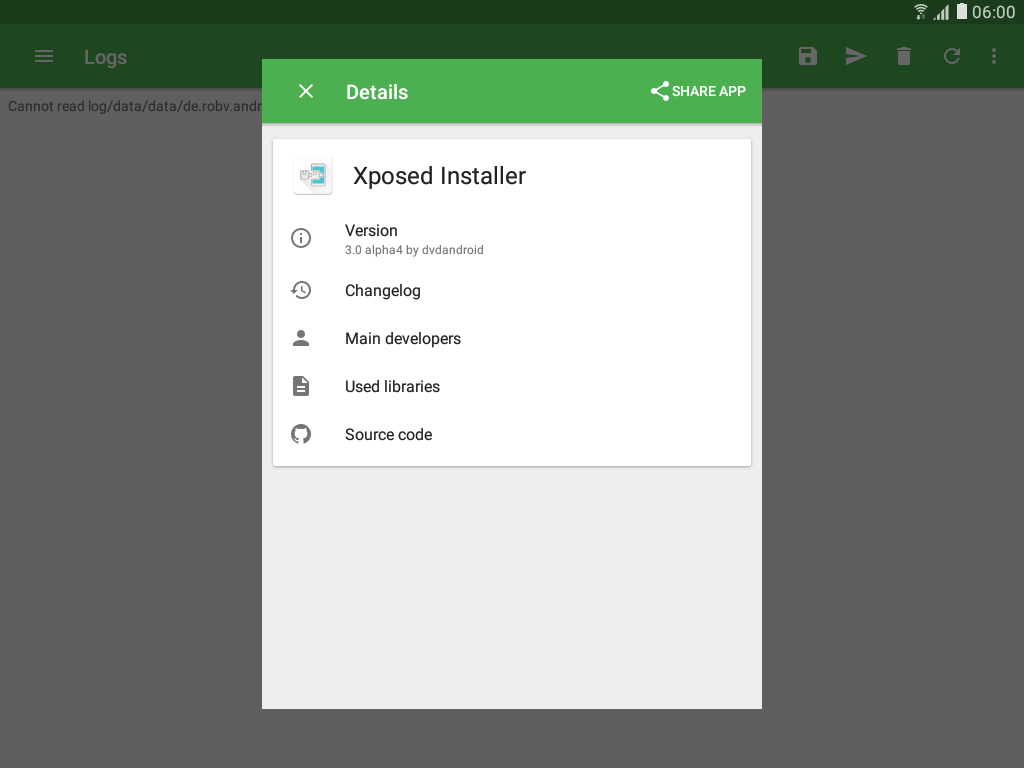 06:00
Logs
Cannot read log/data/data/de.robv.andr
Details
SHARE APP
Xposed Installer
Version
3.0 alpha4 by dvdandroid
Changelog
Main developers
Used libraries
Source code